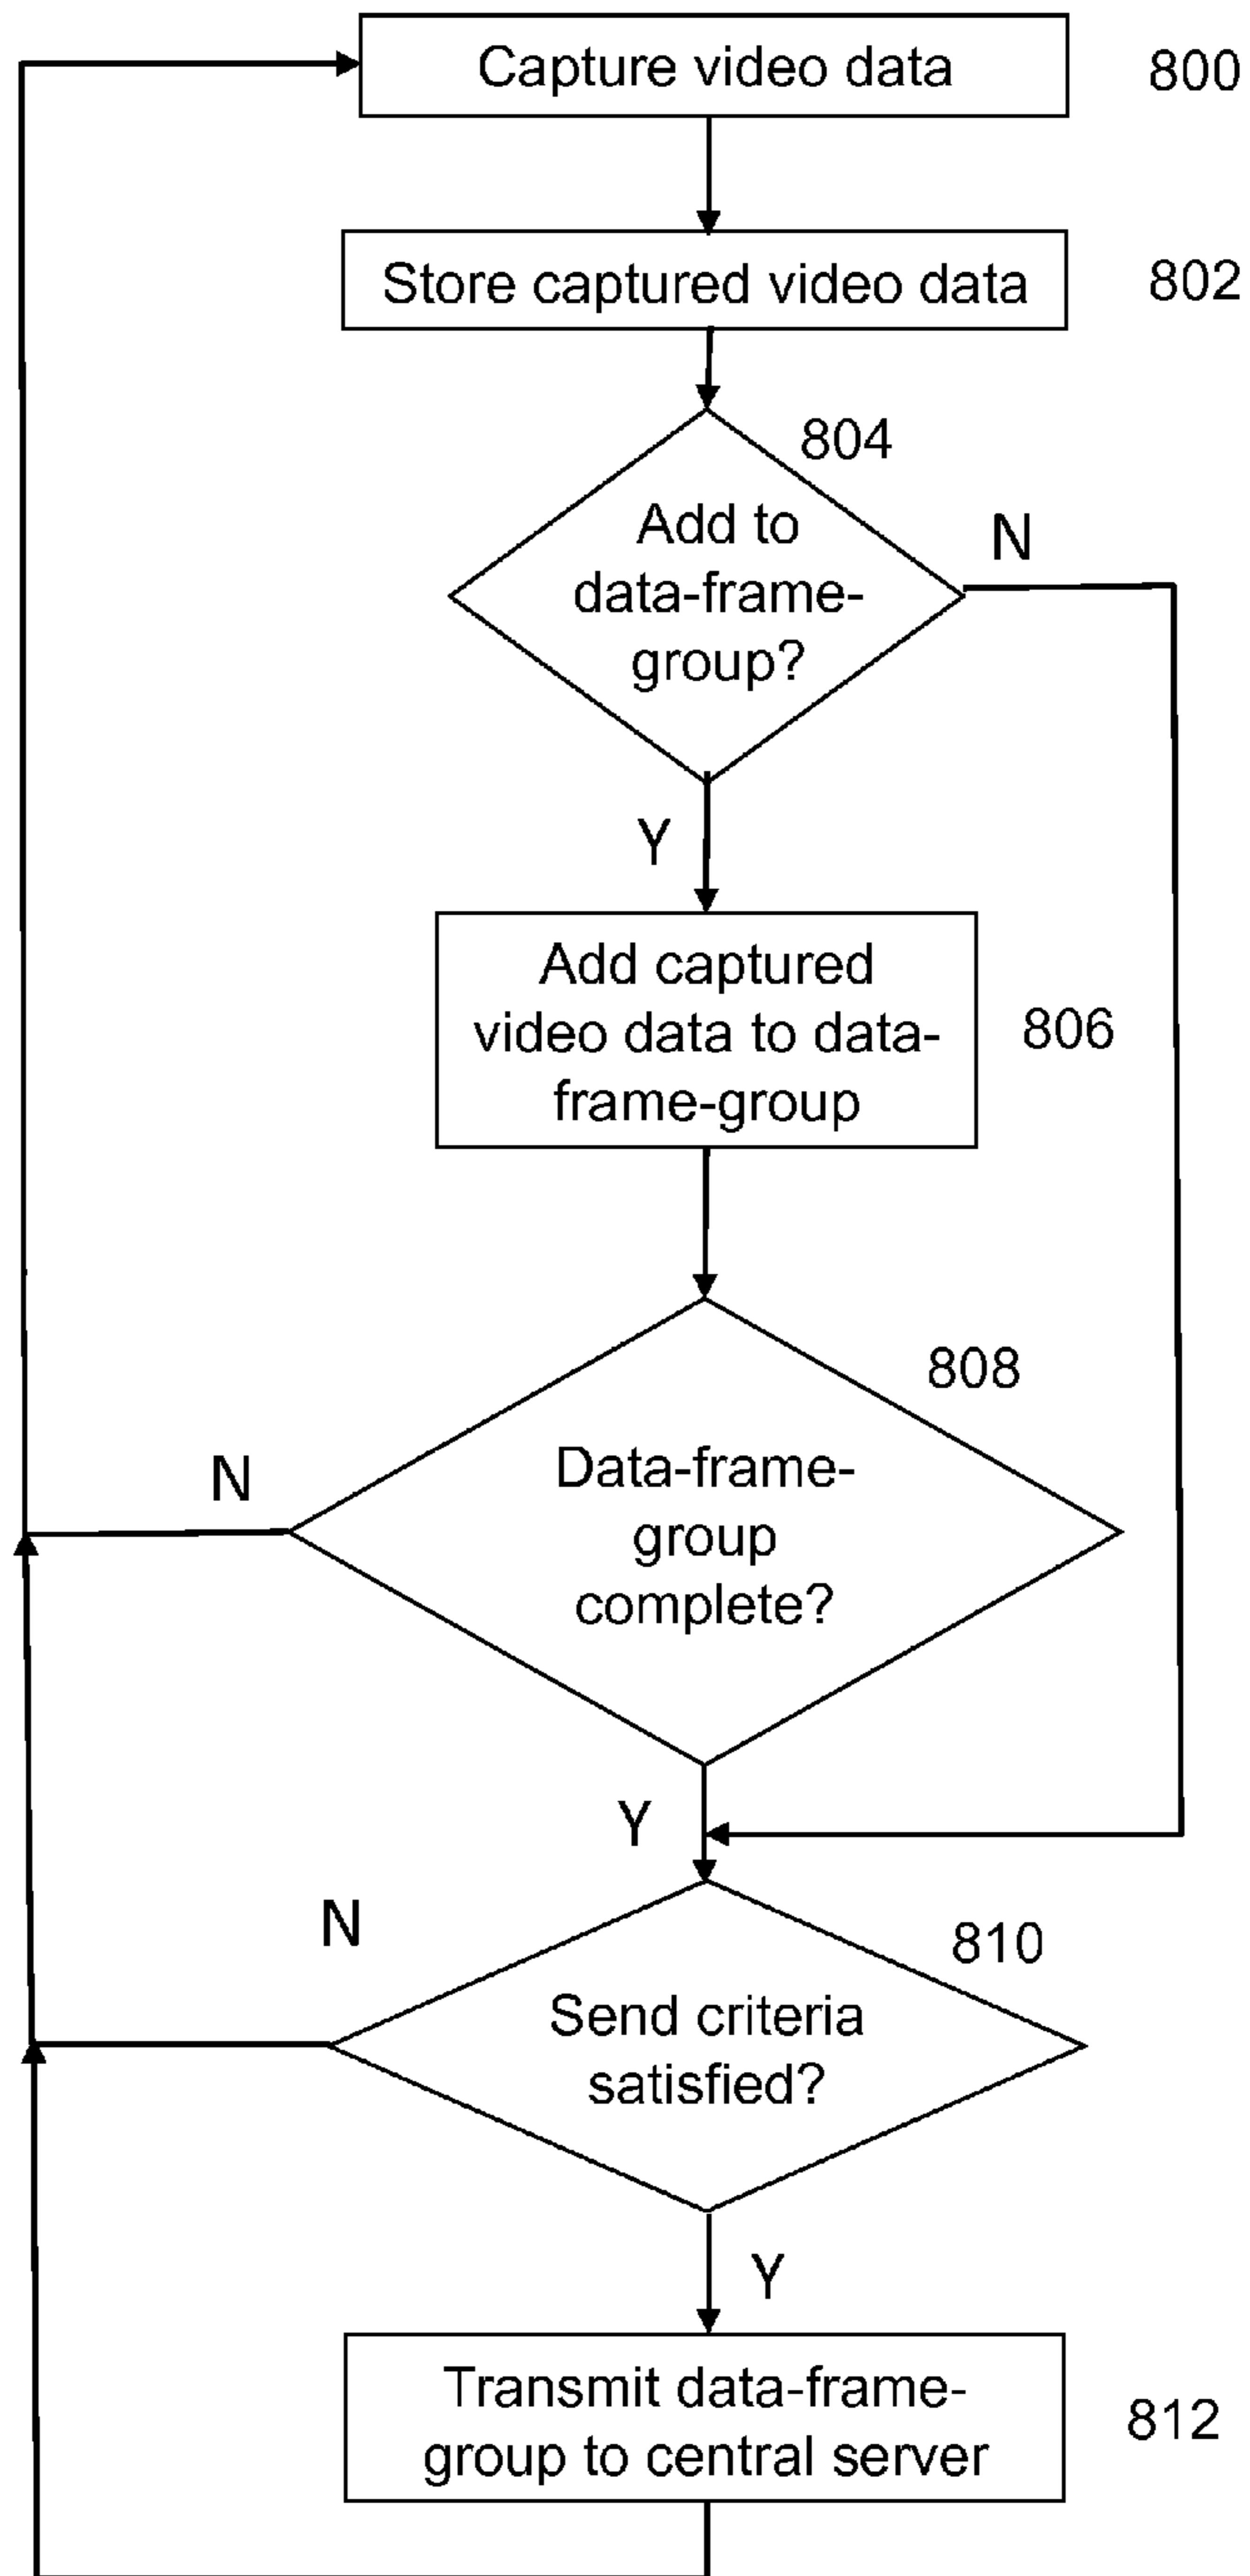 Capture video data
800
Store captured video data
802
804
Add to
data-frame-
group?
N
Y
Add captured
video data to data-
frame-group
806
808
Data-frame-
group
complete?
N
Y
810
Send criteria
satisfied?
N
Y
Transmit data-frame-
group to central server
812